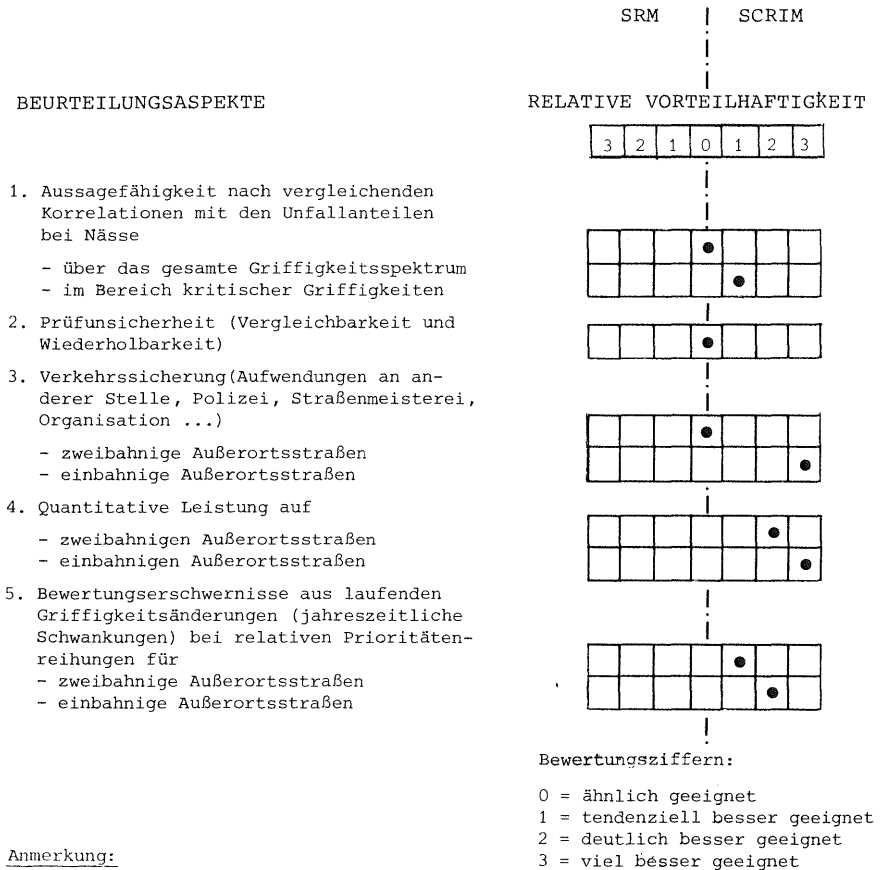 SRM SCRIM
BEURTEILUNGSASPEKTE RELATIVE VORTEILHAFTIGKEIT
3 2 1 0 1 2 3
1. Aussagefähigkeit nach vergleichenden
Korrelationen mit den Unfallanteilen
bei Nässe
- über das gesamte Griffigkeitsspektrum
- im Bereich kritischer Griffigkeiten
2. Prüfunsicherheit (Vergleichbarkeit und
Wiederholbarkeit)
3. Verkehrssicherung(Aufwendungen an an-
derer Stelle, Polizei, Straßenmeisterei,
Organisation ...)
- zweibahnige Außerortsstraßen
- einbahnige Außerortsstraßen
4. Quantitative Leistung auf
- zweibahnigen Außerortsstraßen
- einbahnigen Außerortsstraßen
5. Bewertungserschwernisse aus laufenden
Griffigkeitsänderungen (jahreszeitliche
Schwankungen) bei relativen Prioritäten-
reihungen für
- zweibahnige Außerortsstraßen
- einbahnige Außerortsstraßen
Bewertungsziffern:
0 = ähnlich geeignet
1 = tendenziell besser geeignet
2 = deutlich besser geeignet
3 = viel besser geeignet
Anmerkung: